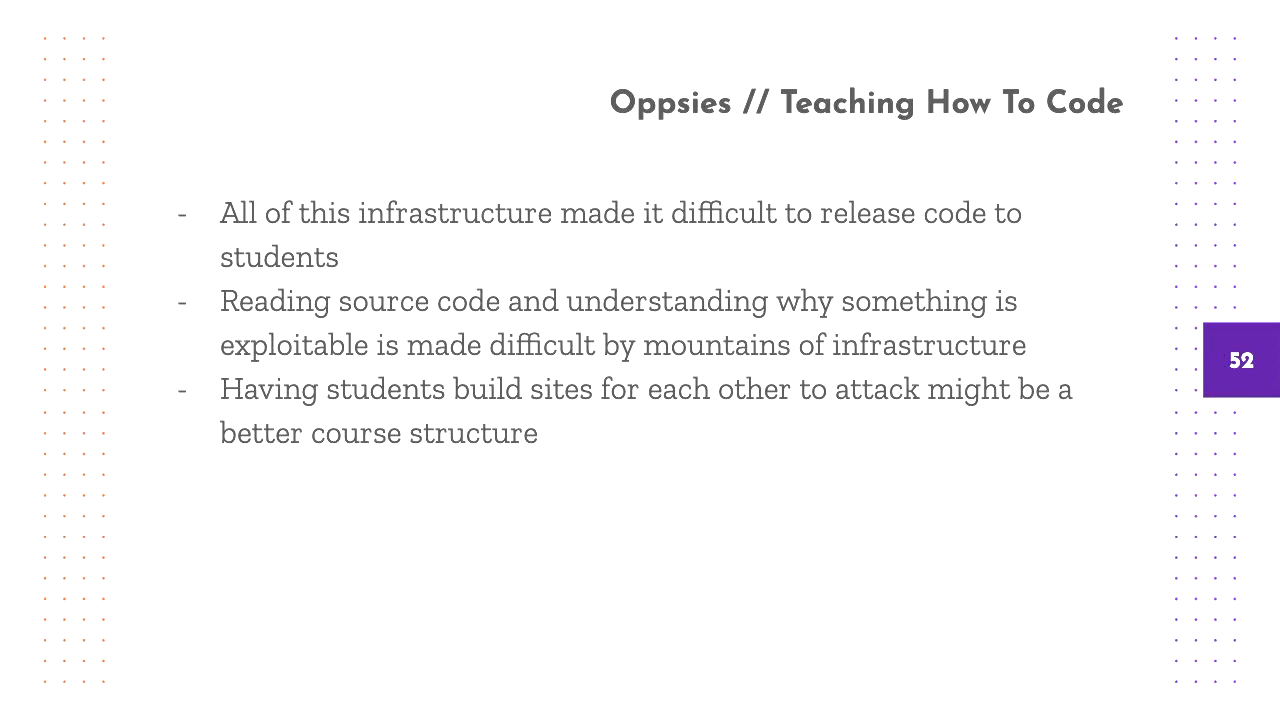 Oppsies // Teaching How To Code
- All of this infrastructure made it difficult to release code to
students
- Reading source code and understanding why something is
exploitable is made difficult by mountains of infrastructure
- Having students build sites for each other to attack might be a
better course structure
52